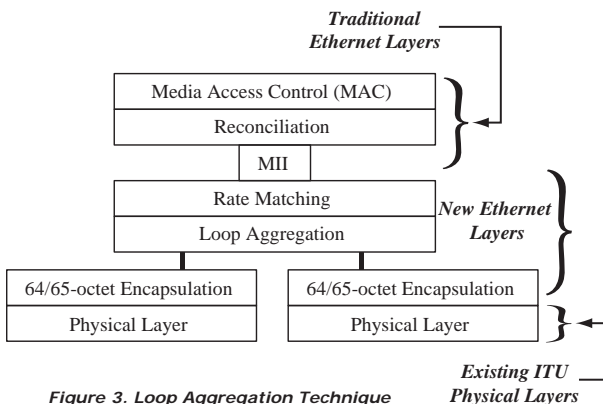 Traditional
Ethernet Layers
Media Access Control (MAC)
Reconciliation
MII
Rate Matching
Loop Aggregation
New Ethernet
Layers
64/65-octet Encapsulation
64/65-octet Encapsulation
Physical Layer
Physical Layer
Existing ITU
Physical Layers
Figure 3. Loop Aggregation Technique